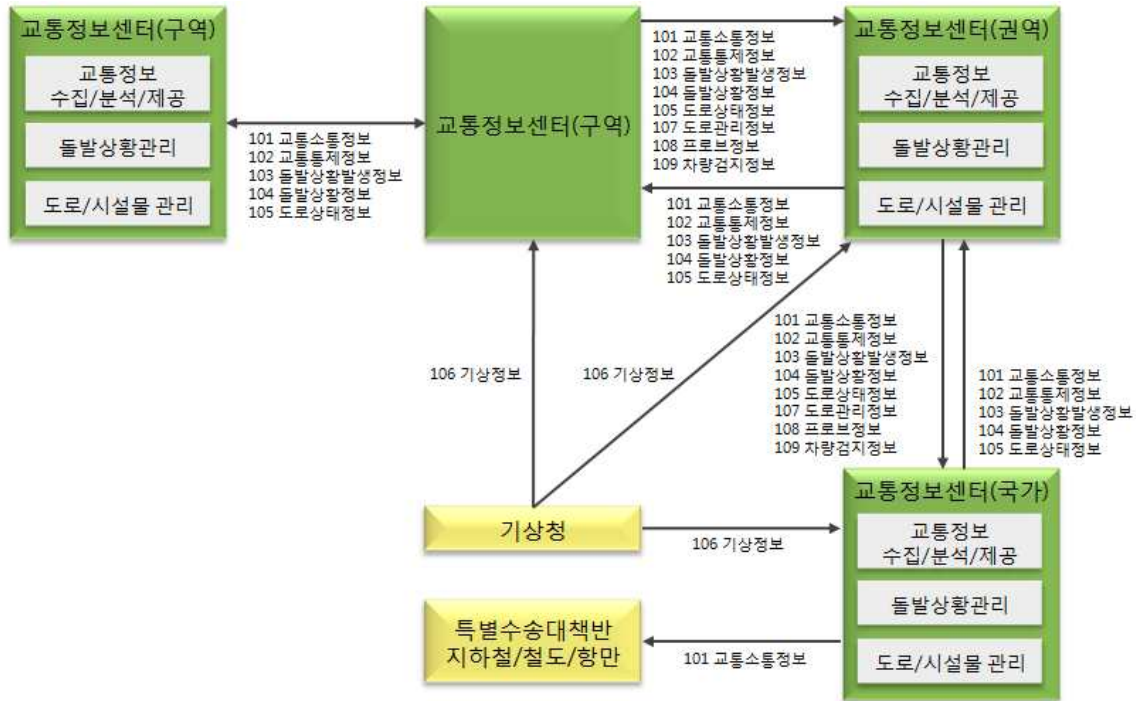 교통정보센터(구역)
교통정보
수집/분석/제공
돌발상황관리
도로/시설물 관리
101 교통소통정보
102 교통통제정보
103 돌발상황발생정보
104 돌발상황정보
105 도로상태정보
교통정보센터(구역)
101 교통소통정보
102 교통통제정보
103 돌발상황발생정보
104 돌발상황정보
105 도로상태정보
107 도로관리정보
108 프로브정보
109 차량검지정보
101 교통소통정보
102 교통통제정보
103 돌발상황발생정보
104 돌발상황정보
105 도로상태정보
교통정보센터(권역)
교통정보
수집/분석/제공
돌발상황관리
도로/시설물 관리
106 기상정보
106 기상정보
101 교통소통정보
102 교통통제정보
103 돌발상황발생정보
104 돌발상황정보
105 도로상태정보
107 도로관리정보
108 프로브정보
109 차량검지정보
101 교통소통정보
102 교통통제정보
103 돌발상황발생정보
104 돌발상황정보
105 도로상태정보
기상청
106 기상정보
교통정보센터(국가)
교통정보
수집/분석/제공
돌발상황관리
도로/시설물 관리
특별수송대책반
지하철/철도/항만
101 교통소통정보